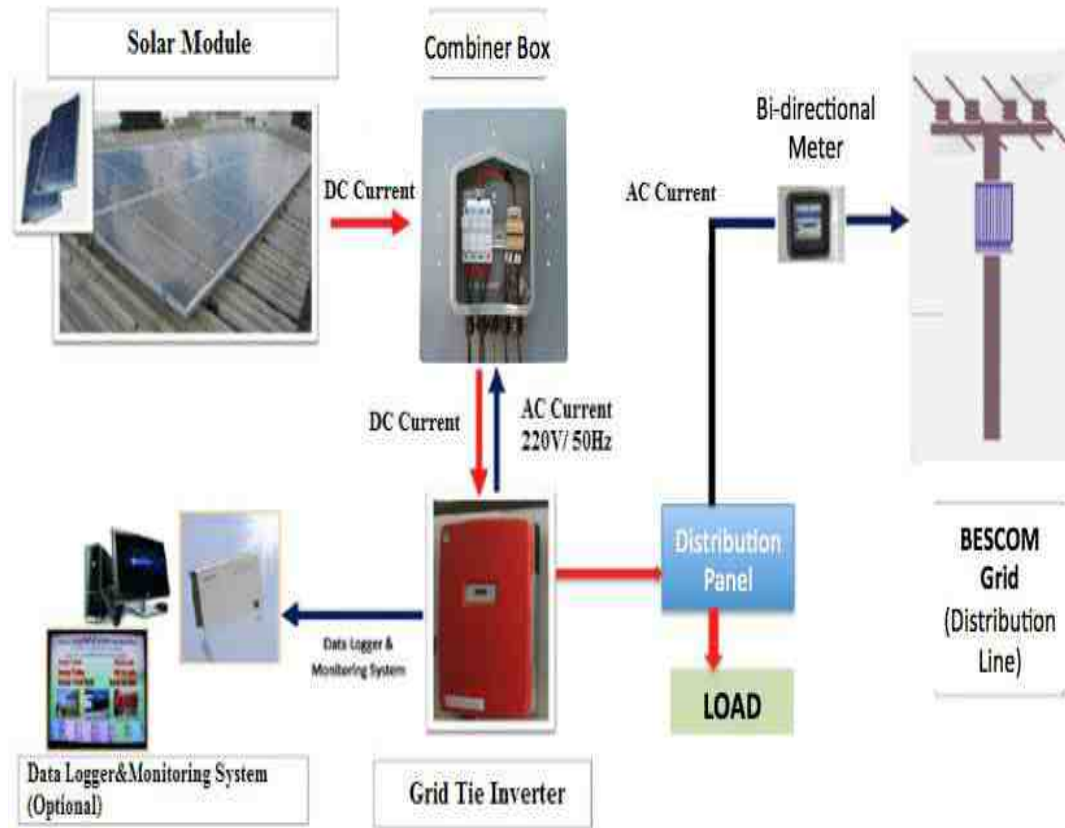 Solar Module
Combiner Box
Bi-directional
Meter
DC Current
AC Current
DC Current
AC Current
220V/ 50Hz
Distribution
Panel
BESCOM
Grid
(Distribution
Line)
Data Logger &
Monitoring System
LOAD
Data Logger&Monitoring System
(Optional)
Grid Tie Inverter